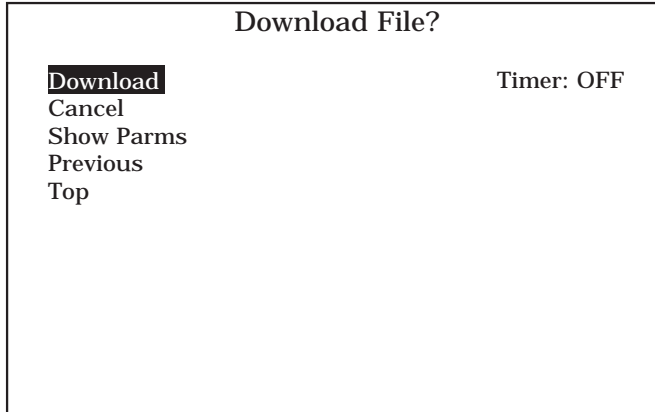 Download File?
Download Timer: OFF
Cancel
Show Parms
Previous
Top